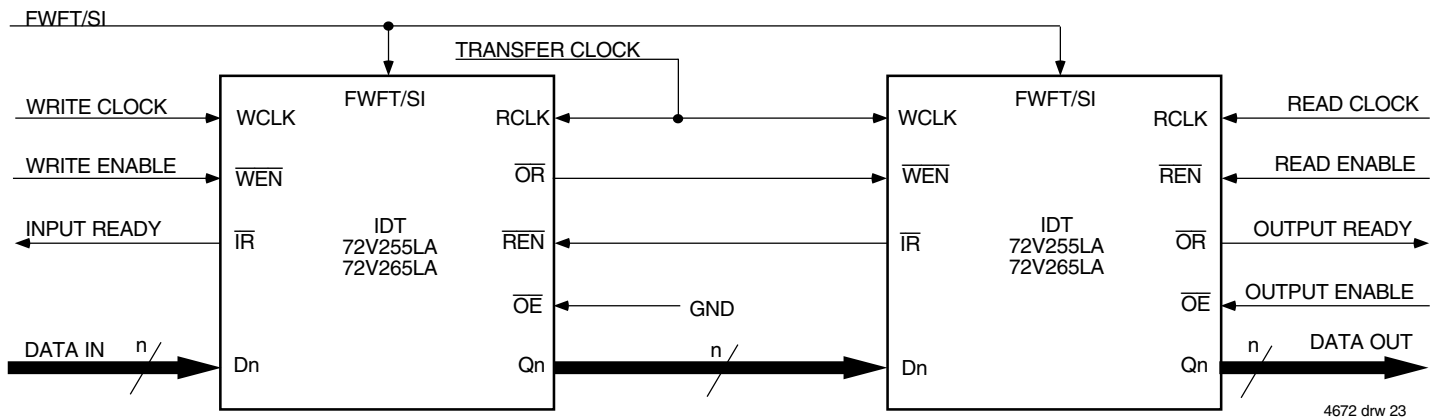 FWFT/SI
TRANSFER CLOCK
FWFT/SI
FWFT/SI
WRITE CLOCK
WCLK
RCLK
WCLK
RCLK
READ CLOCK
WRITE ENABLE
WEN
OR
WEN
REN
READ ENABLE
INPUT READY
IR
IDT
72V255LA
72V265LA
REN
IR
IDT
72V255LA
72V265LA
OR
OUTPUT READY
OE
GND
OE
OUTPUT ENABLE
DATA IN
n
Dn
Qn
n
Dn
Qn
n
DATA OUT
4672 drw 23